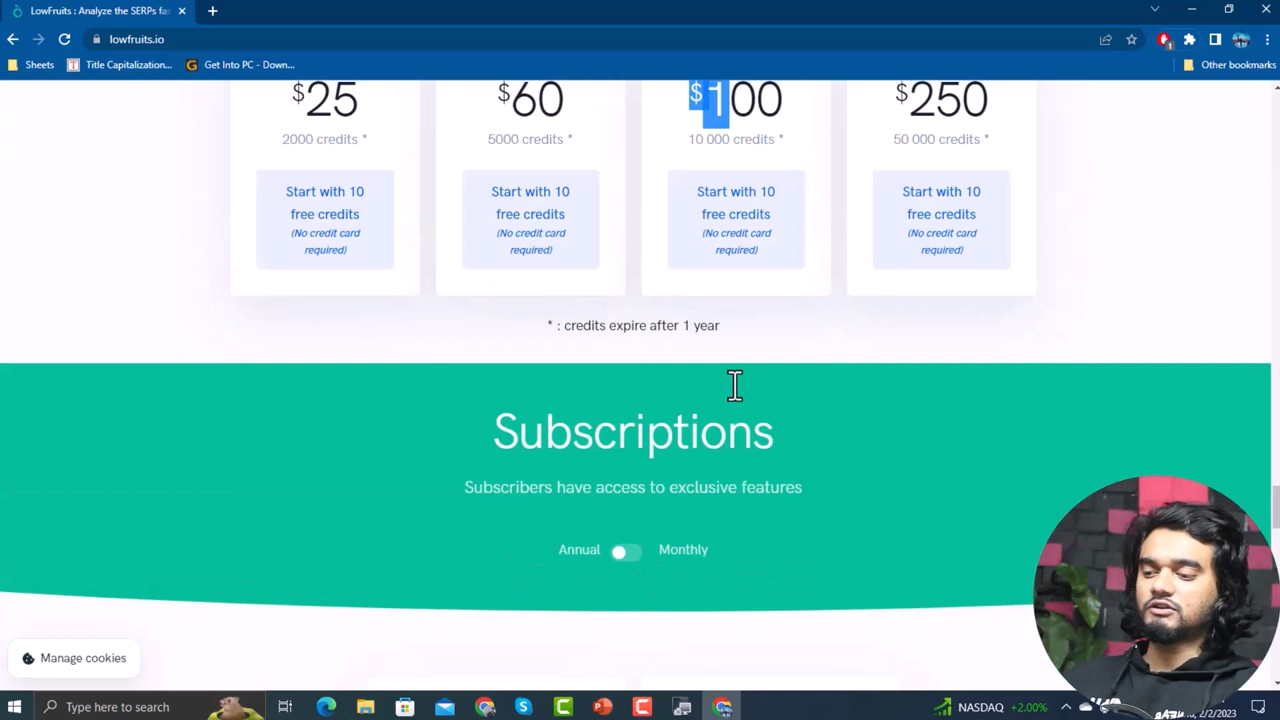 LowFruits : Analyze the SERPs fas
lowfruits.io
Sheets
Title Capitalization...
Get Into PC - Down...
Other bookmarks
$25
$60
$100
$250
2000 credits *
5000 credits *
10 000 credits *
50 000 credits *
Start with 10
free credits
(No credit card
required)
Start with 10
free credits
(No credit card
required)
Start with 10
free credits
(No credit card
required)
Start with 10
free credits
(No credit card
required)
* : credits expire after 1 year
Subscriptions
Subscribers have access to exclusive features
Annual
Monthly
Manage cookies
Type here to search
NASDAQ +2.00%
2/2/2023